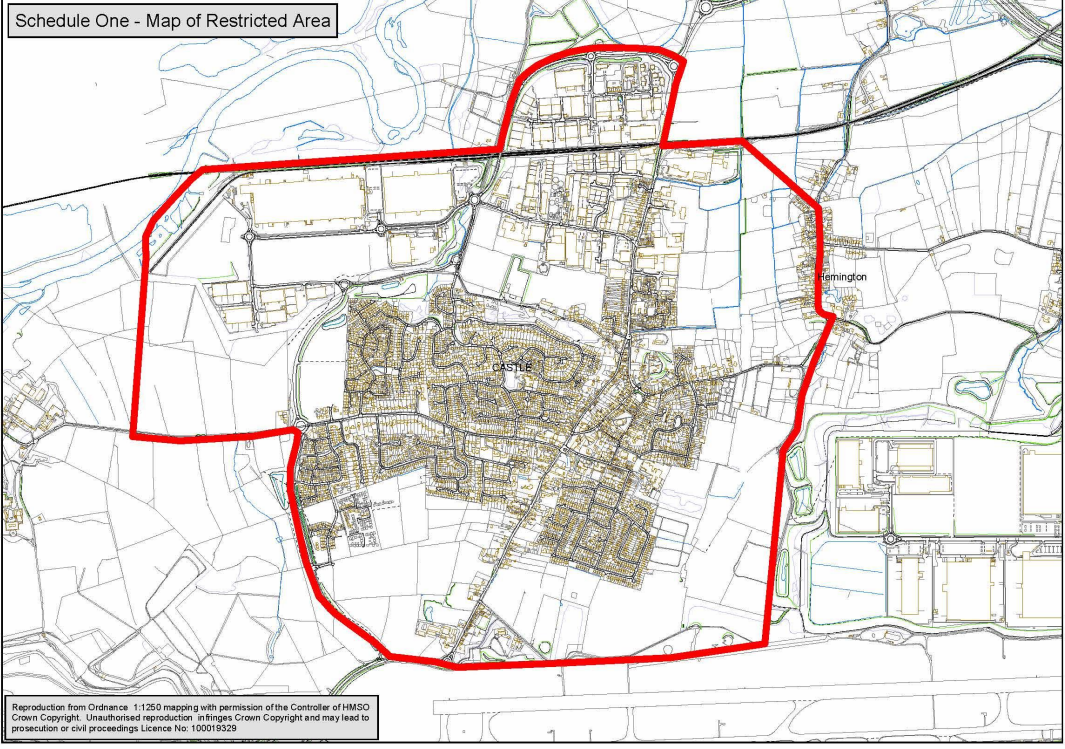 Schedule One - Map of Restricted Area
Hemington
CASTLE
Reproduction from Ordnance 1:1250 mapping with permission of the Controller of HMSO
Crown Copyright. Unauthorised reproduction infringes Crown Copyright and may lead to
prosecution or civil proceedings Licence No: 100019329